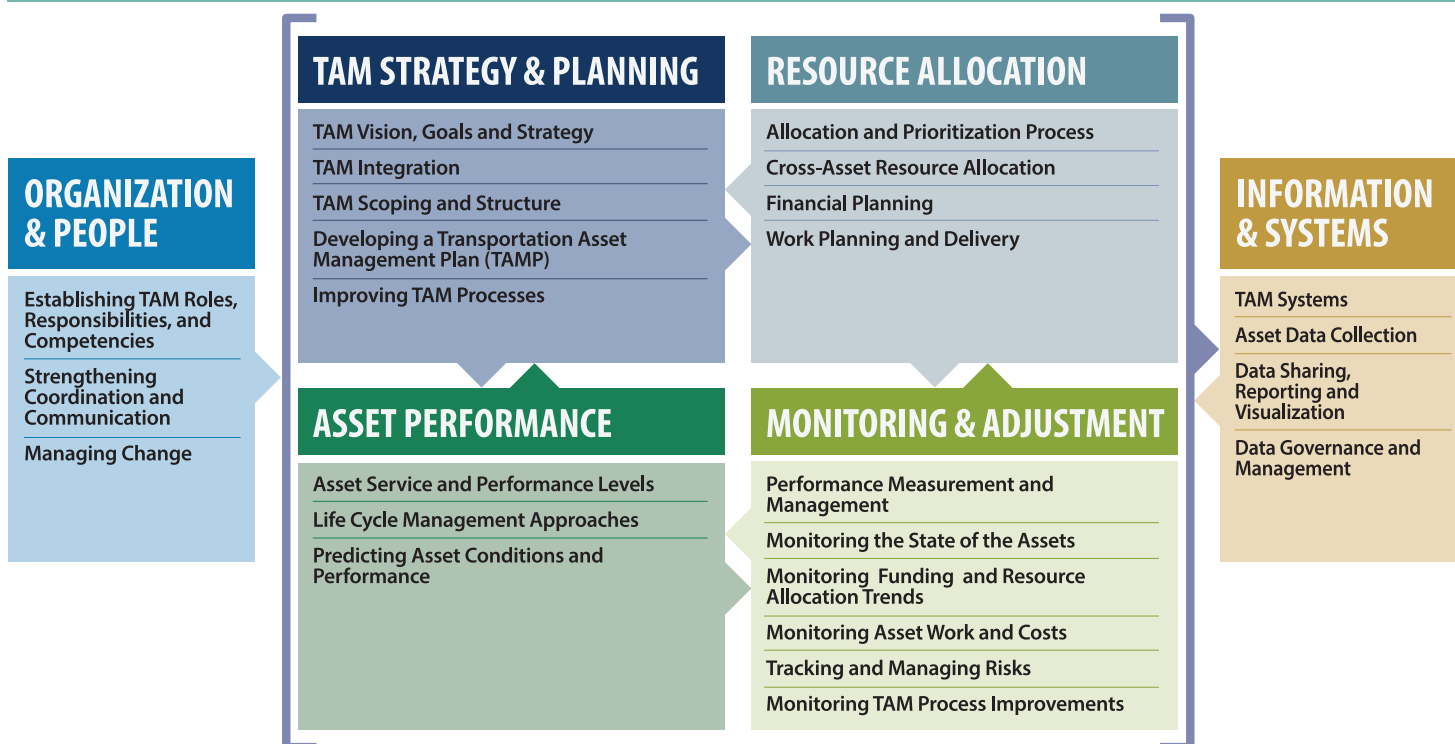 ORGANIZATION
& PEOPLE
Establishing TAM Roles,
Responsibilities, and
Competencies
Strengthening
Coordination and
Communication
Managing Change
TAM STRATEGY & PLANNING
TAM Vision, Goals and Strategy
TAM Integration
TAM Scoping and Structure
Developing a Transportation Asset
Management Plan (TAMP)
Improving TAM Processes
RESOURCE ALLOCATION
Allocation and Prioritization Process
Cross-Asset Resource Allocation
Financial Planning
Work Planning and Delivery
ASSET PERFORMANCE
Asset Service and Performance Levels
Life Cycle Management Approaches
Predicting Asset Conditions and
Performance
MONITORING & ADJUSTMENT
Performance Measurement and
Management
Monitoring the State of the Assets
Monitoring Funding and Resource
Allocation Trends
Monitoring Asset Work and Costs
Tracking and Managing Risks
Monitoring TAM Process Improvements
INFORMATION
& SYSTEMS
TAM Systems
Asset Data Collection
Data Sharing,
Reporting and
Visualization
Data Governance and
Management